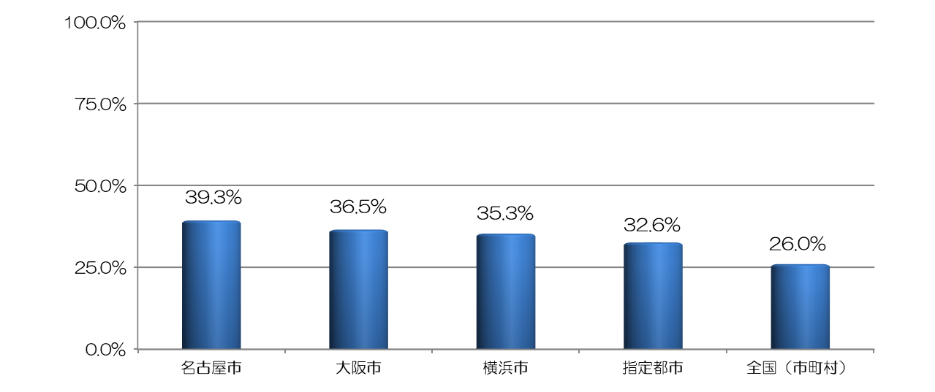 100.0%
75.0%
50.0%
25.0%
0.0%
39.3%
36.5%
35.3%
32.6%
26.0%
名古屋市
大阪市
横浜市
指定都市
全国（市町村）